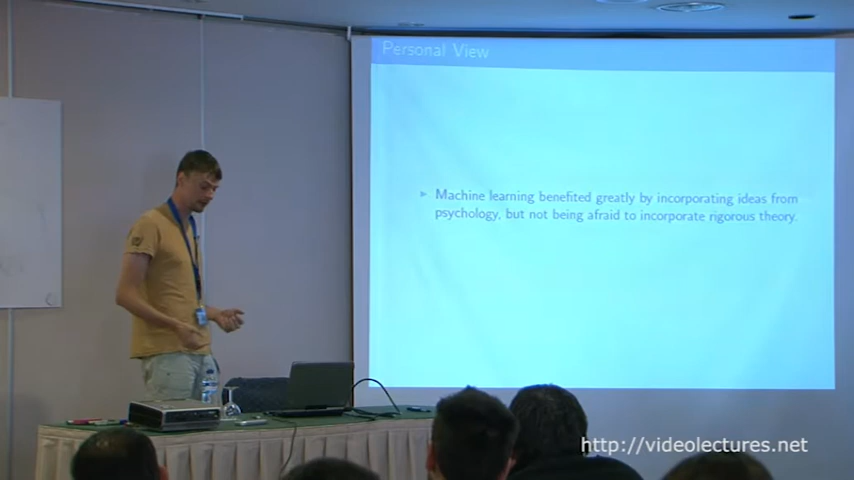 Personal View
Machine learning benefited greatly by incorporating ideas from
psychology, but not being afraid to incorporate rigorous theory.
http://videolectures.net